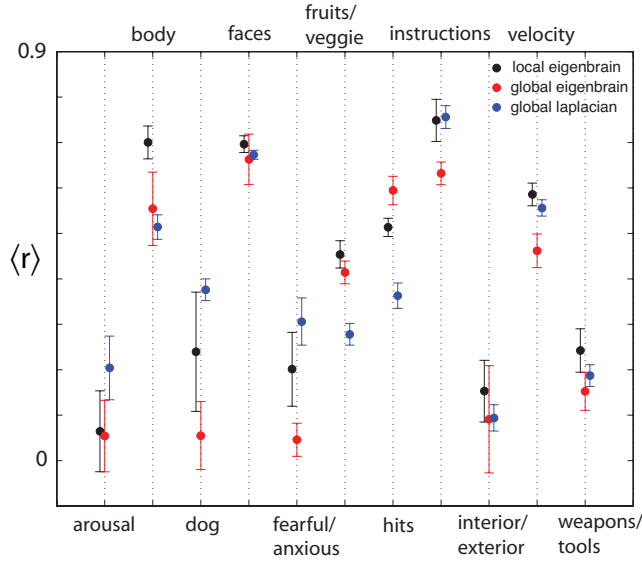 fruits/
body faces veggie instructions velocity
0.9
local eigenbrain
global eigenbrain
global laplacian
⟨r⟩
0
arousal dog fearful/ hits interior/ weapons/
anxious exterior tools